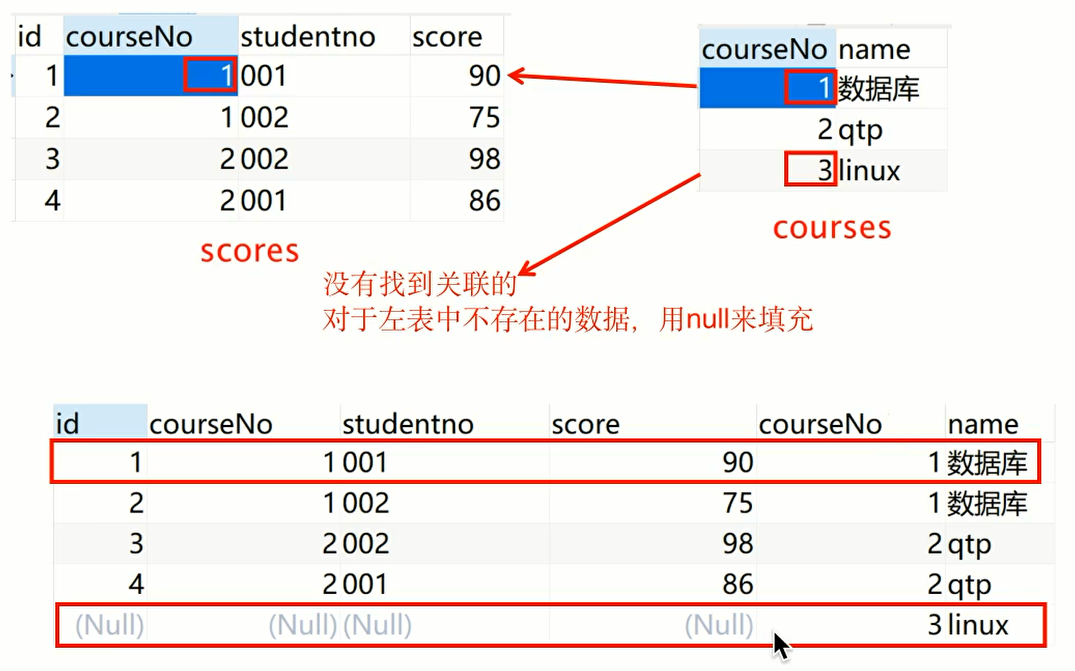 id courseNo studentno score
1 1 001 90
2 1 002 75
3 2 002 98
4 2 001 86
scores
courseNo name
1 数据库
2 qtp
3 linux
courses
没有找到关联的
对于左表中不存在的数据，用null来填充
id courseNo studentno score courseNo name
1 1 001 90 1 数据库
2 1 002 75 1 数据库
3 2 002 98 2 qtp
4 2 001 86 2 qtp
(Null) (Null) (Null) (Null) 3 linux